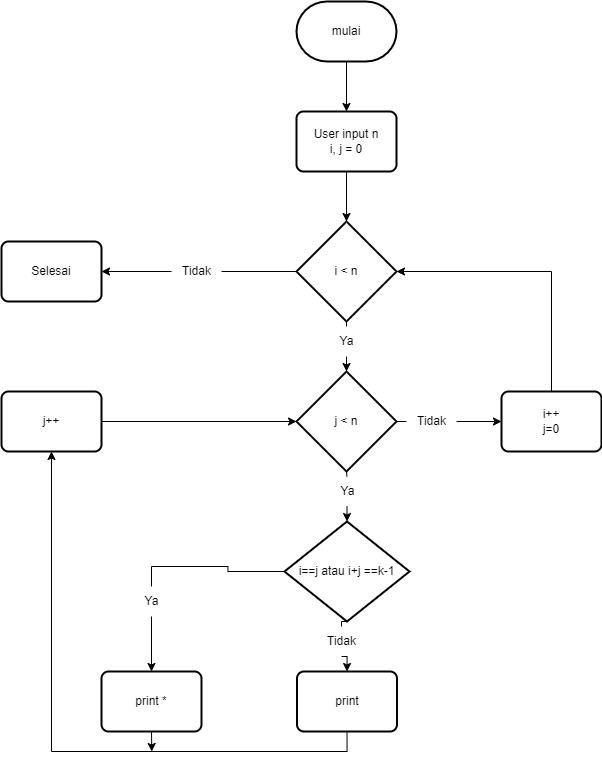 mulai
User input n
i, j = 0
i < n
Tidak
Selesai
Ya
j++
j < n
Tidak
i++
j=0
Ya
i==j atau i+j ==k-1
Ya
Tidak
print *
print